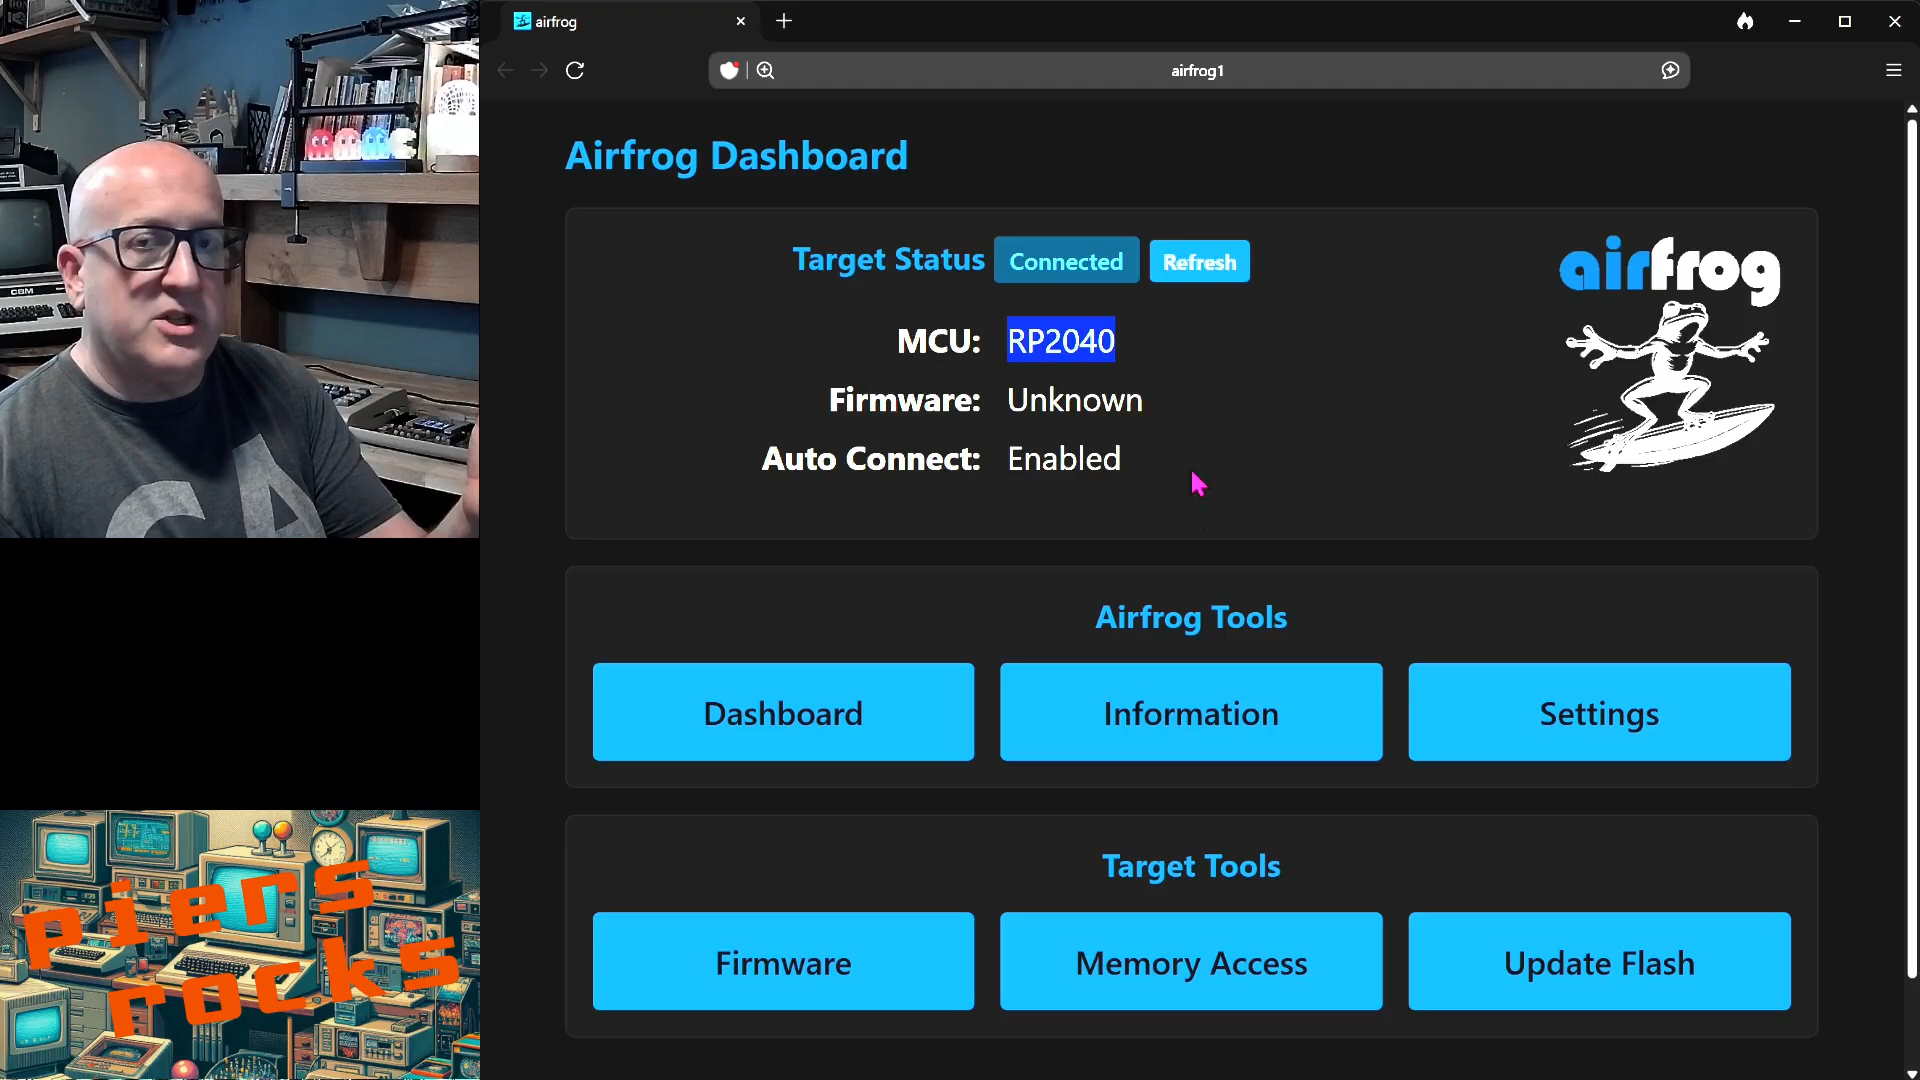 airfrog
airfrog1
Airfrog Dashboard
Target Status Connected Refresh
MCU: RP2040
Firmware: Unknown
Auto Connect: Enabled
airfrog
Airfrog Tools
Dashboard Information Settings
Target Tools
Firmware Memory Access Update Flash
CBM
piers
rocks